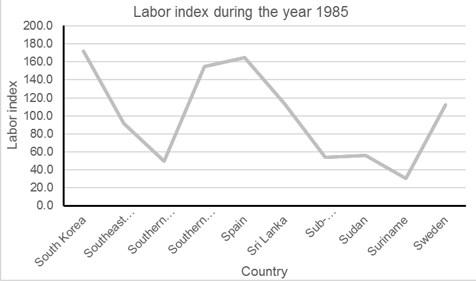 Labor index during the year 1985
Labor index
200.0
180.0
160.0
140.0
120.0
100.0
80.0
60.0
40.0
20.0
0.0
South Korea
Southeast...
Southern...
Southern...
Spain
Sri Lanka
Sub-...
Sudan
Suriname
Sweden
Country